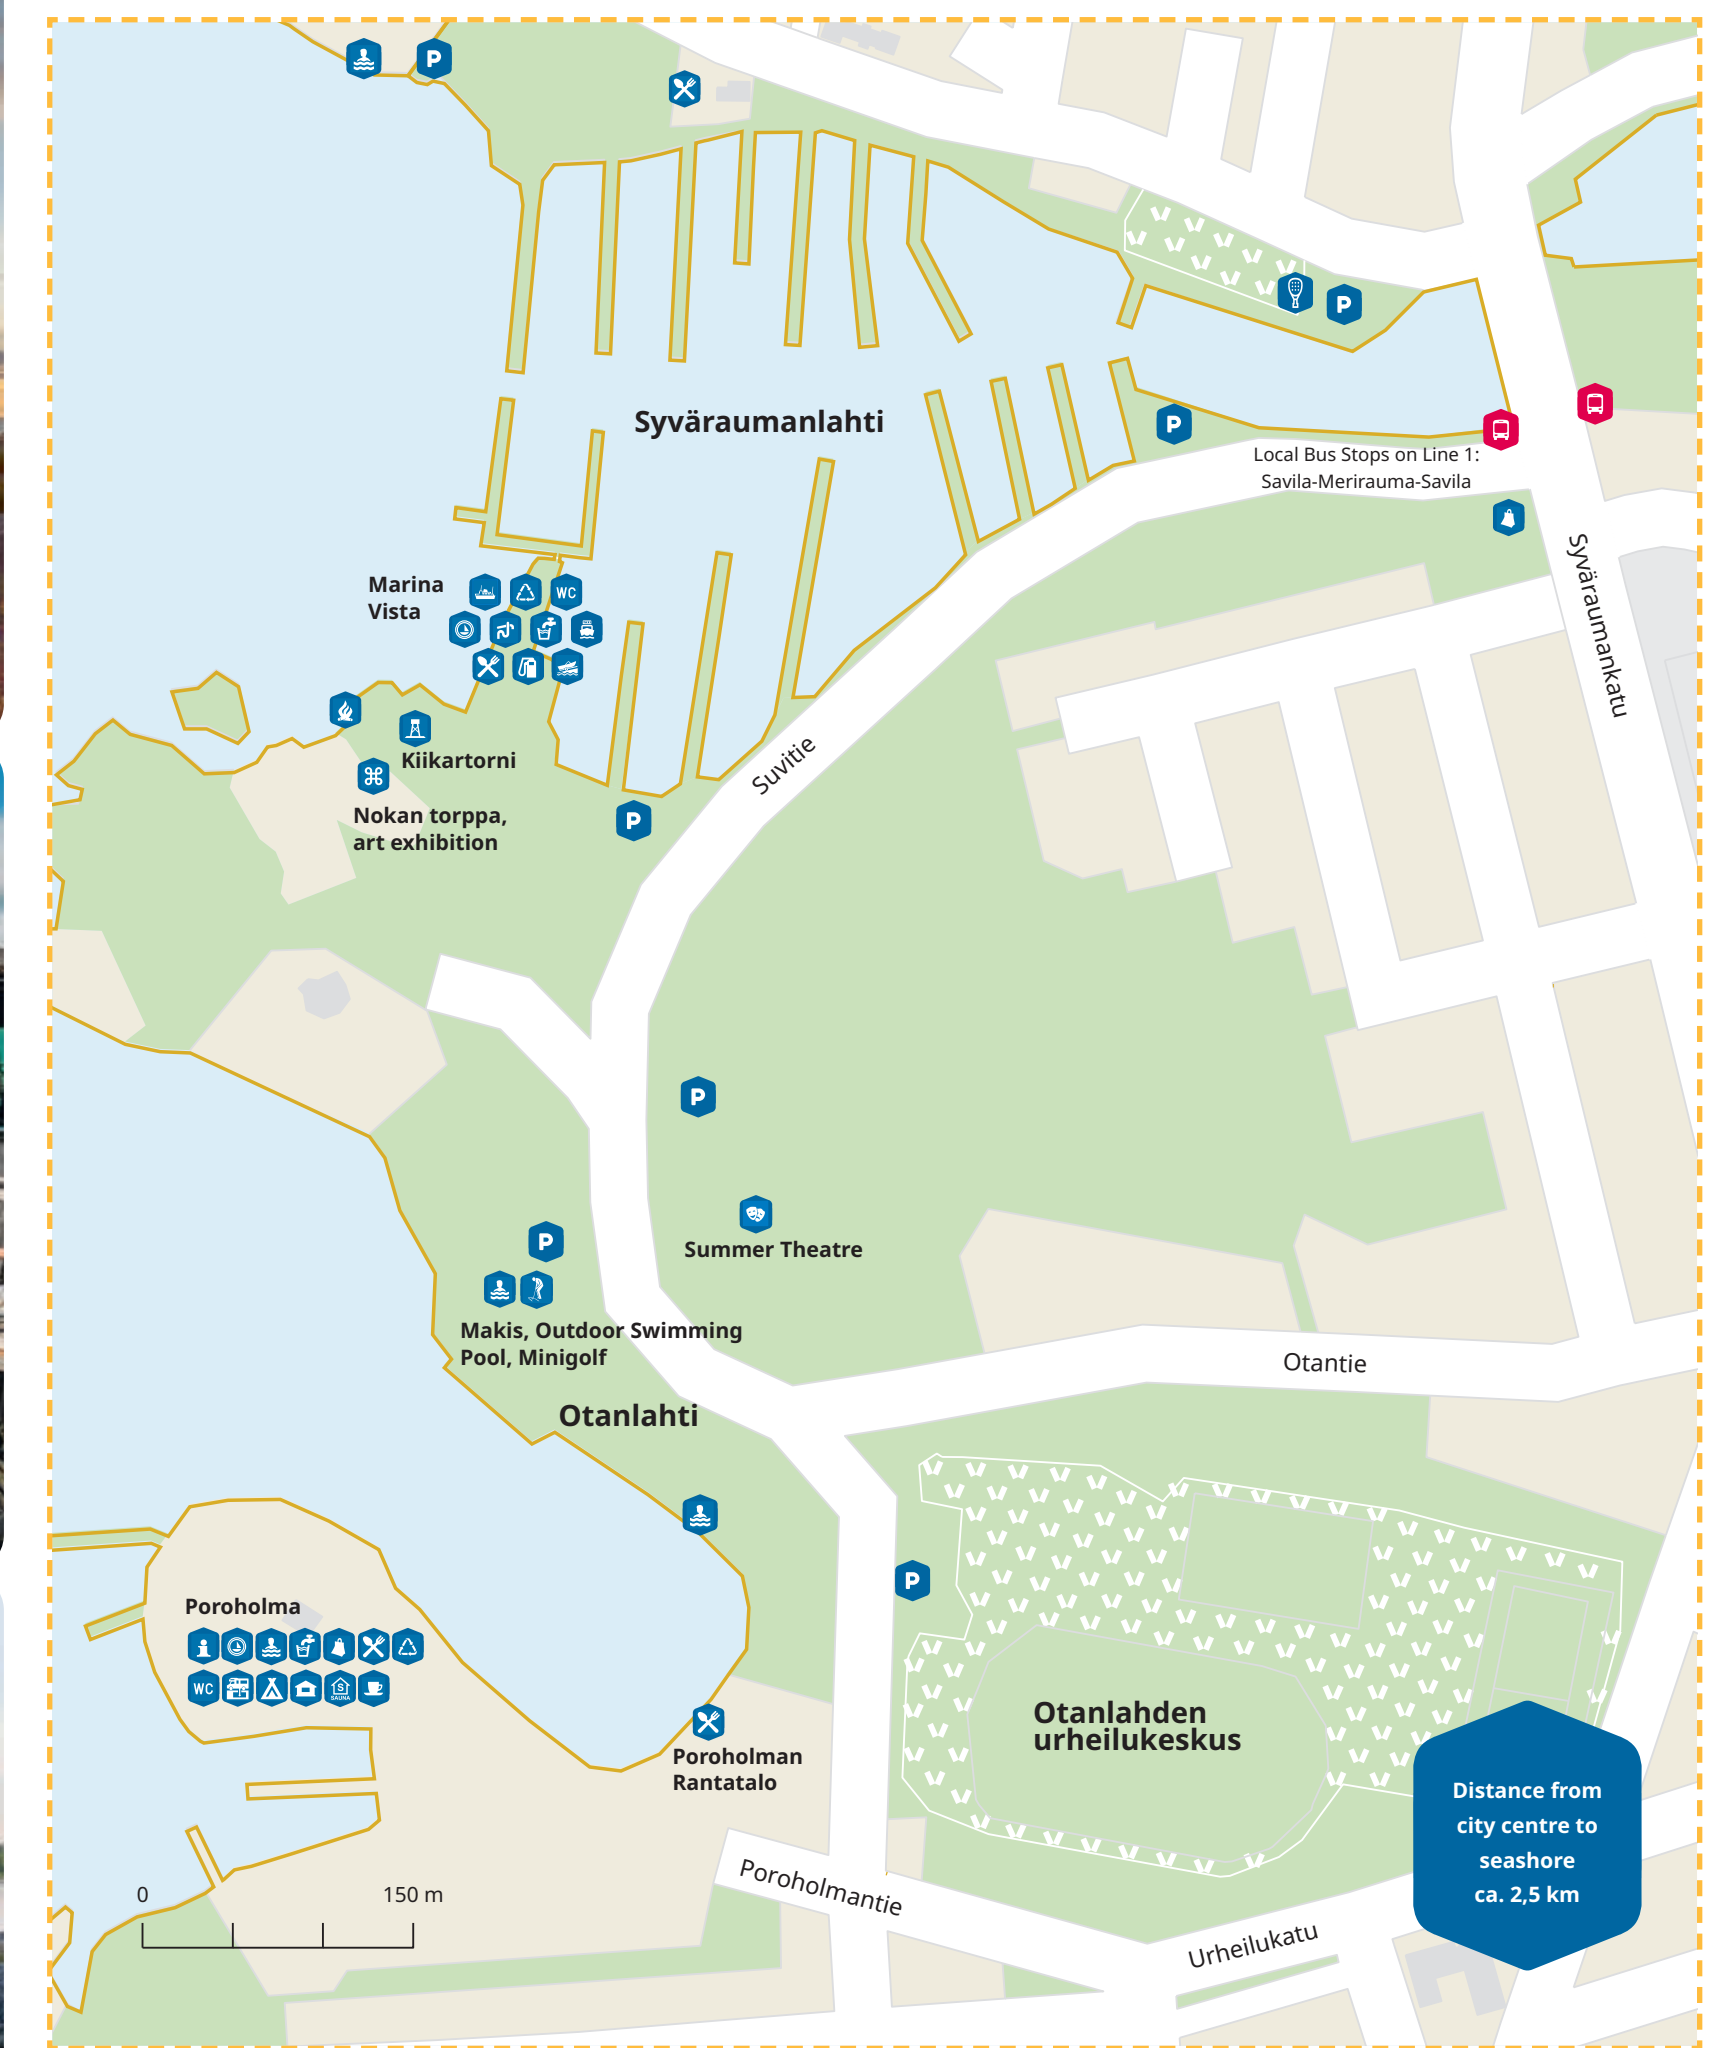 P
P
P
Syväraumanlahti
P
Local Bus Stops on Line 1:
Savila-Merirauma-Savila
Syväraumankatu
Marina
Vista
WC
Kiikartorni
Nokan torppa,
art exhibition
Suvitie
P
P
Summer Theatre
P
Makis, Outdoor Swimming
Pool, Minigolf
Otantie
Otanlahti
P
Poroholma
WC
S
SAUNA
Poroholman
Rantatalo
Otanlahden
urheilukeskus
Distance from
city centre to
seashore
ca. 2,5 km
Poroholmantie
Urheilukatu
0
150 m